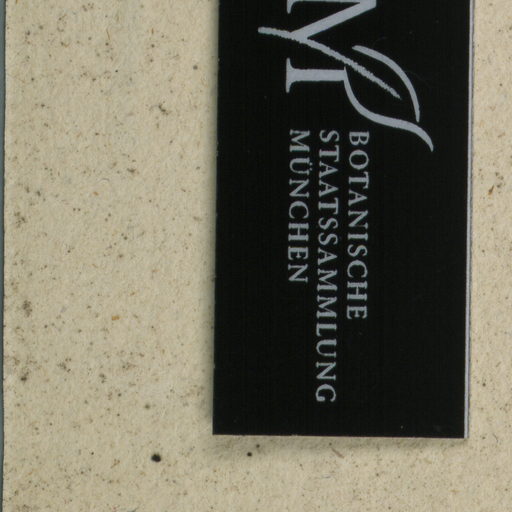 M
BOTANISCHE
STAATSSAMMLUNG
MÜNCHEN